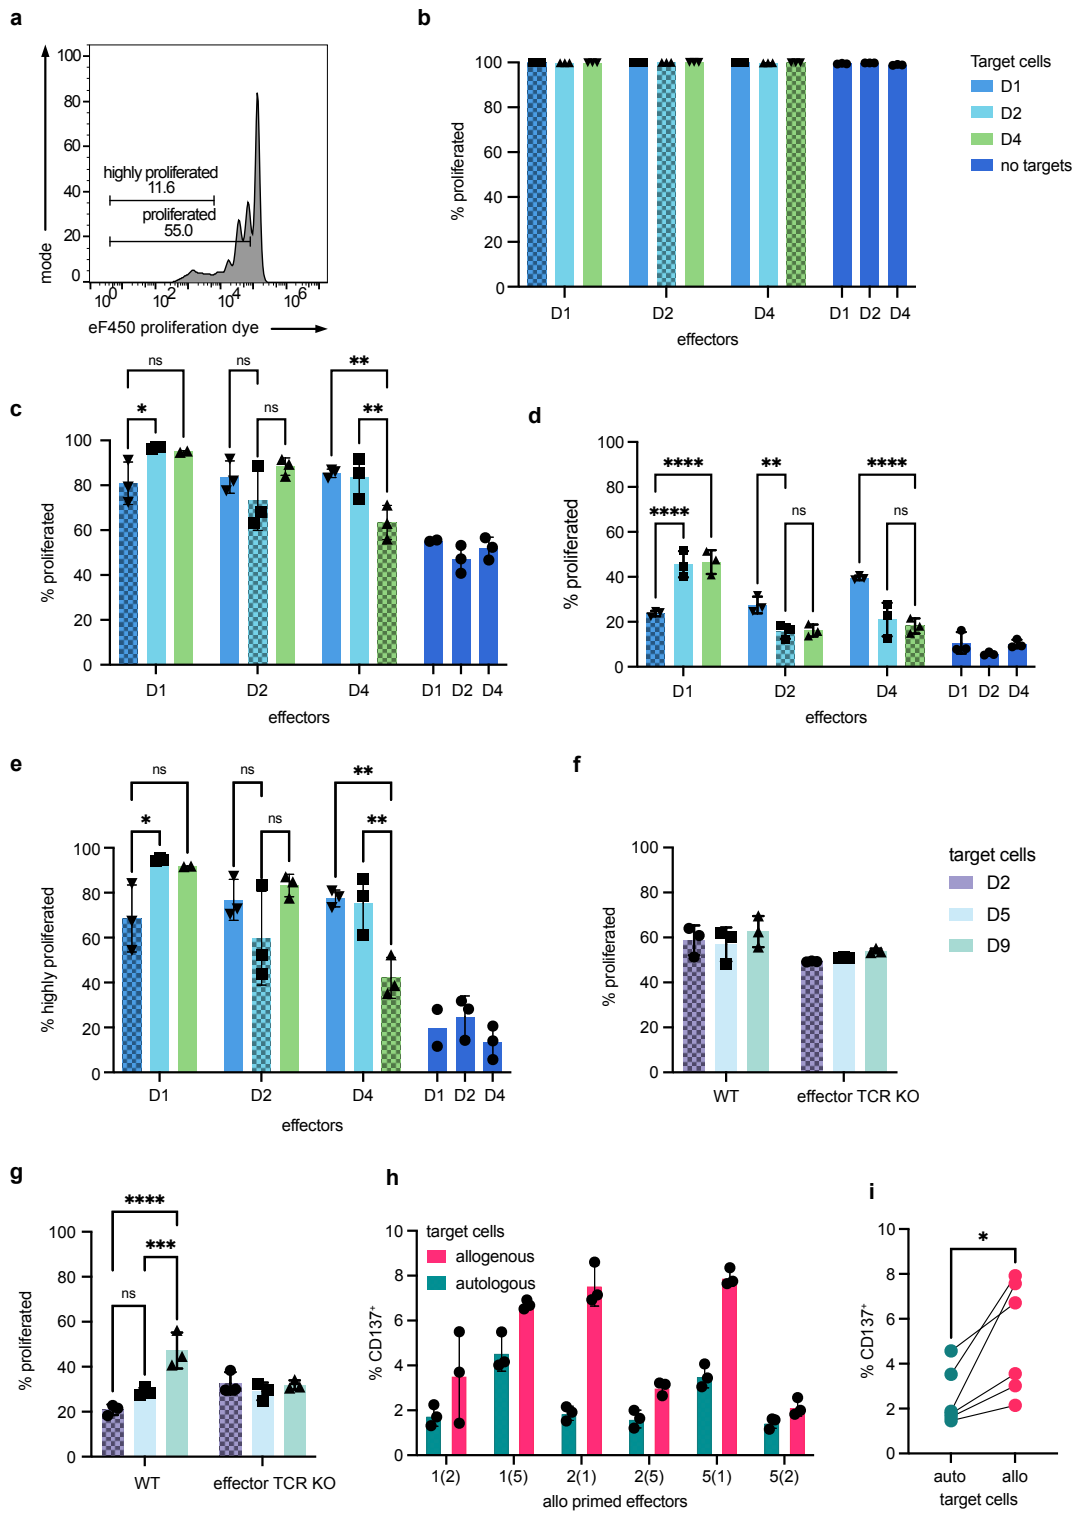 a
mode
100
80
60
40
20
0
highly proliferated
11.6
proliferated
55.0
10^0 10^2 10^4 10^6
eF450 proliferation dye
b
% proliferated
100
80
60
40
20
0
D1 D2 D4 D1 D2 D4
effectors
Target cells
D1
D2
D4
no targets
c
ns ns **
* ns **
% proliferated
100
80
60
40
20
0
D1 D2 D4 D1 D2 D4
effectors
d
% proliferated
100
80
60
40
20
0
**** ** ****
**** ns ns
D1 D2 D4 D1 D2 D4
effectors
e
ns ns **
* ns **
% highly proliferated
100
80
60
40
20
0
D1 D2 D4 D1 D2 D4
effectors
f
% proliferated
100
80
60
40
20
0
WT effector TCR KO
target cells
D2
D5
D9
g
****
***
ns
% proliferated
100
80
60
40
20
0
WT effector TCR KO
h
% CD137+
10
8
6
4
2
0
target cells
allogenous
autologous
1(2) 1(5) 2(1) 2(5) 5(1) 5(2)
allo primed effectors
i
*
% CD137+
10
8
6
4
2
0
auto allo
target cells